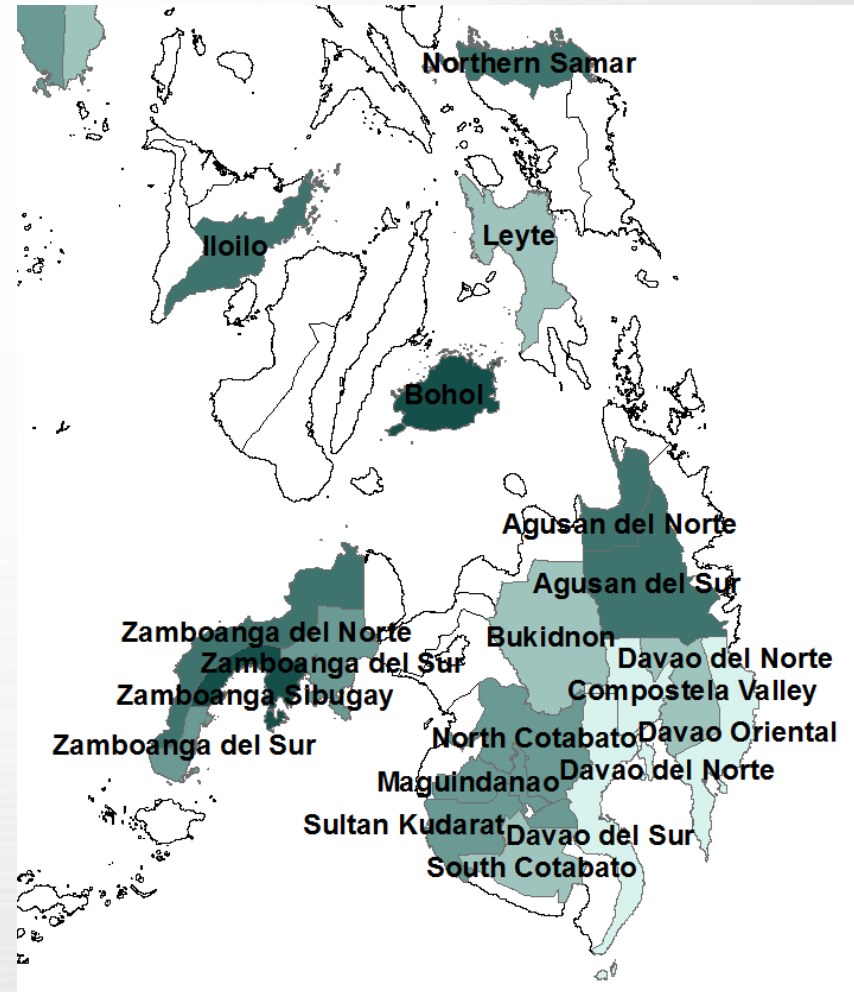 Northern Samar
Leyte
Iloilo
Bohol
Agusan del Norte
Agusan del Sur
Zamboanga del Norte
Bukidnon
Davao del Norte
Zamboanga del Sur
Compostela Valley
Zamboanga Sibugay
Davao Oriental
North Cotabato
Zamboanga del Sur
Davao del Norte
Maguindanao
Sultan Kudarat
Davao del Sur
South Cotabato